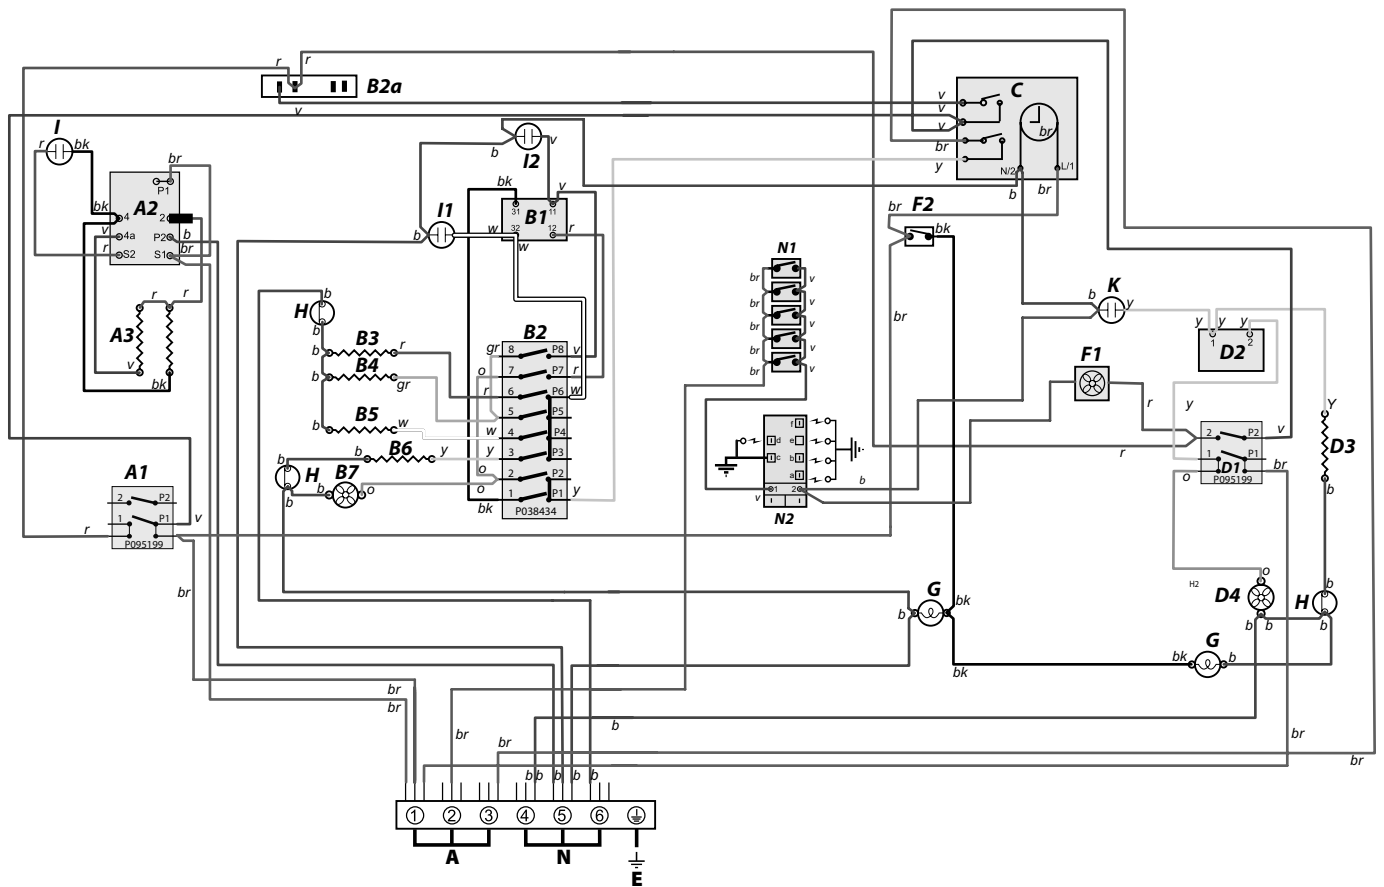 r
r
B2a
v
v
v
v
br
y
C
br
N/2
L/1
b
br
I
r
bk
br
P1
A2
bk
4
2
v
4a
P2
b
r
S2
S1
br
r
r
A3
v
bk
I2
b
v
bk
v
31
11
B1
I1
b
w
32
12
r
w
br
F2
bk
N1
br
v
br
v
br
v
br
v
br
v
br
b
K
y
H
b
b
B3
r
b
B4
gr
b
B5
w
b
B6
y
b
b
H
B7
b
o
b
B2
gr
8
P8
v
o
7
P7
r
r
6
P6
w
5
P5
w
4
P4
y
3
P3
o
2
P2
o
1
P1
y
bk
P038434
y
y
y
1
2
D2
F1
r
r
y
2
P2
v
1
P1
D1
br
o
P095199
Y
D3
b
f
d
e
c
b
a
1
2
v
b
N2
A1
2
P2
1
P1
v
r
P095199
br
G
b
bk
bk
H2
o
D4
b
b
b
H
b
G
bk
b
br
br
br
br
b
br
br
b
b
b
b
b
1
2
3
4
5
6
A
N
E